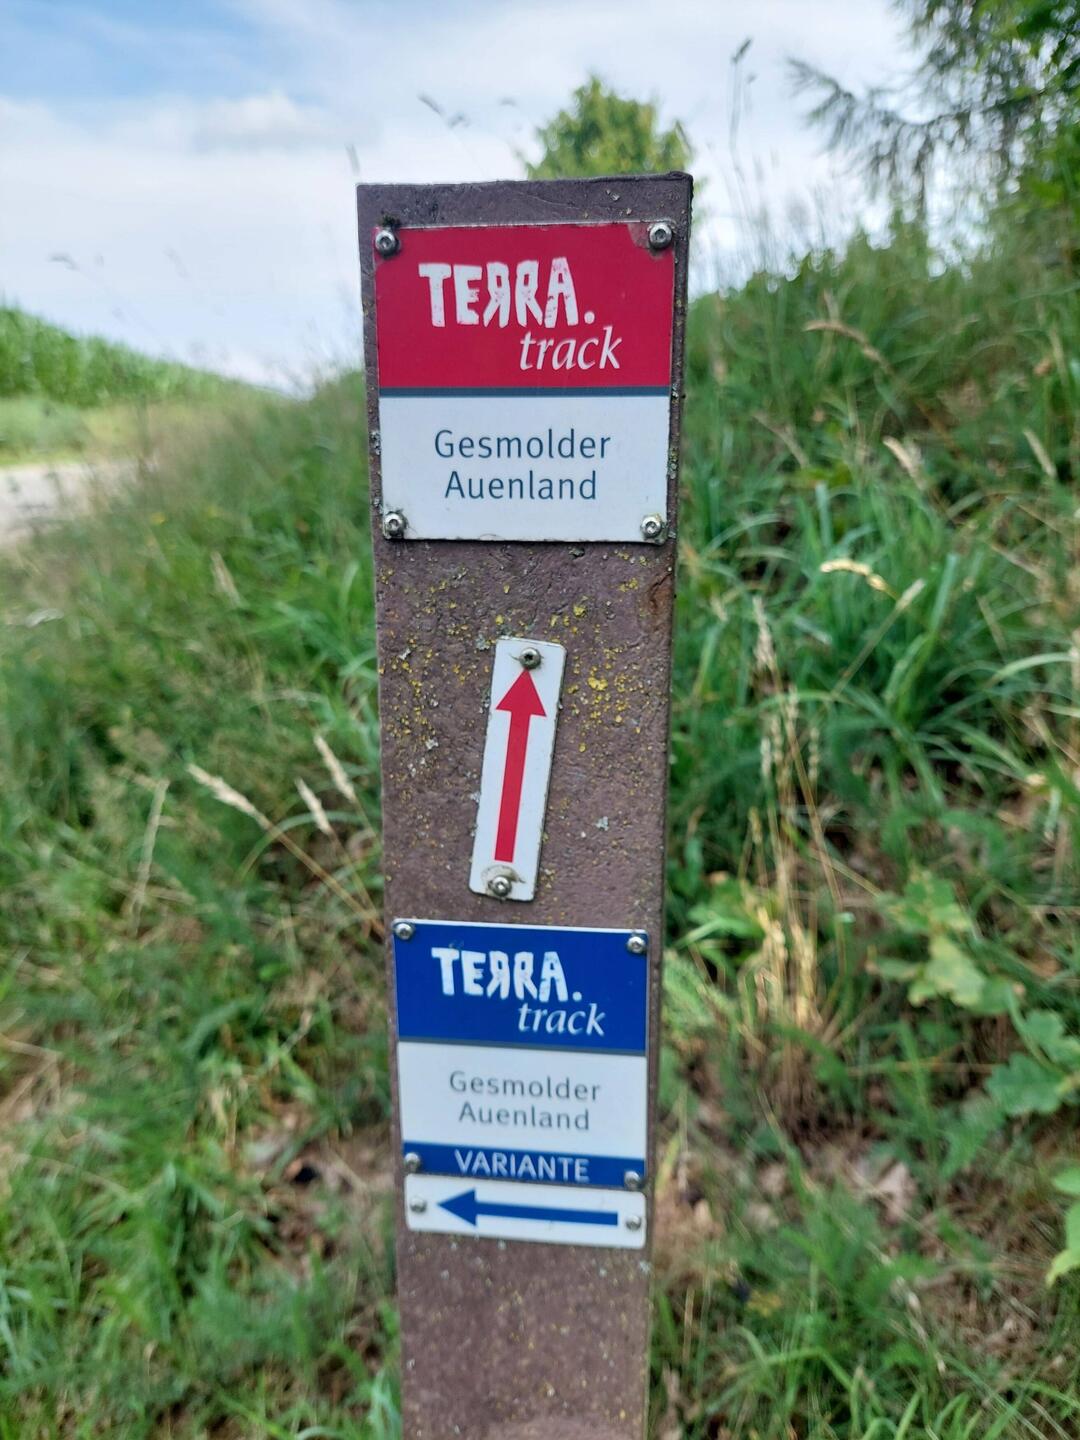 TERRA.
track
Gesmolder
Auenland
TERRA.
track
Gesmolder
Auenland
VARIANTE